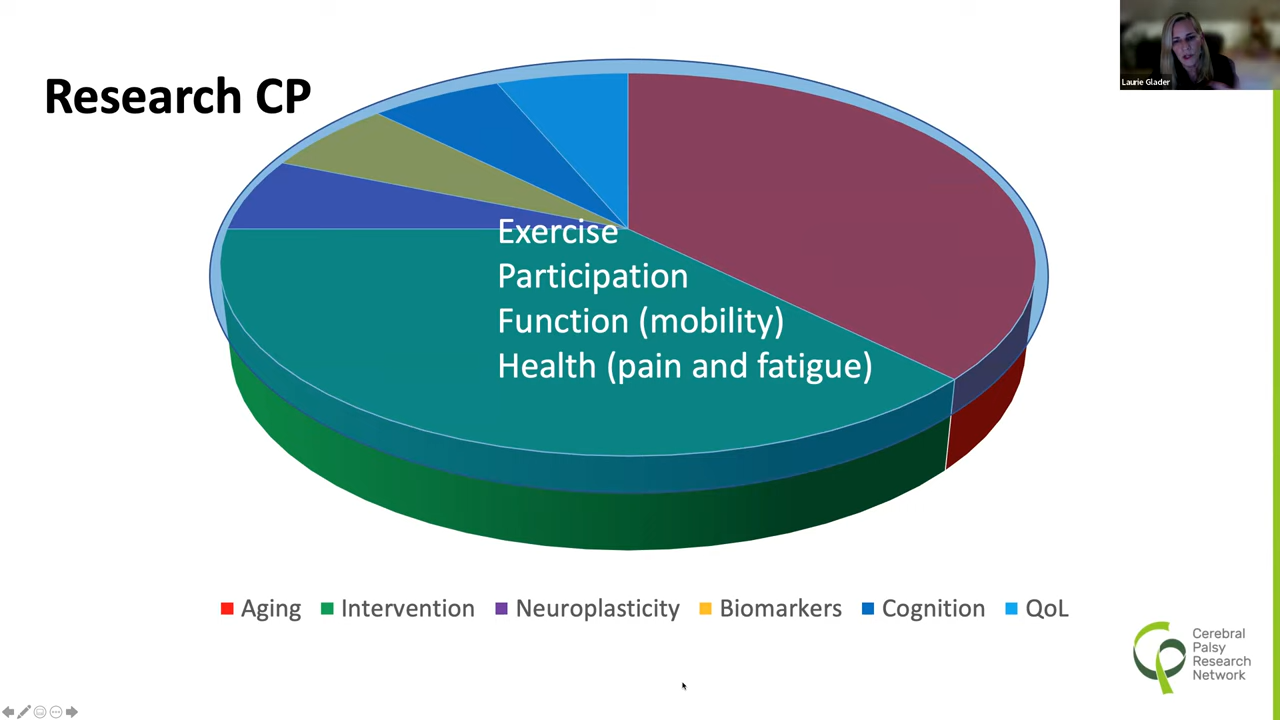 Laurie Glader
Research CP
Exercise
Participation
Function (mobility)
Health (pain and fatigue)
Aging Intervention Neuroplasticity Biomarkers Cognition QoL
Cerebral
Palsy
Research
Network